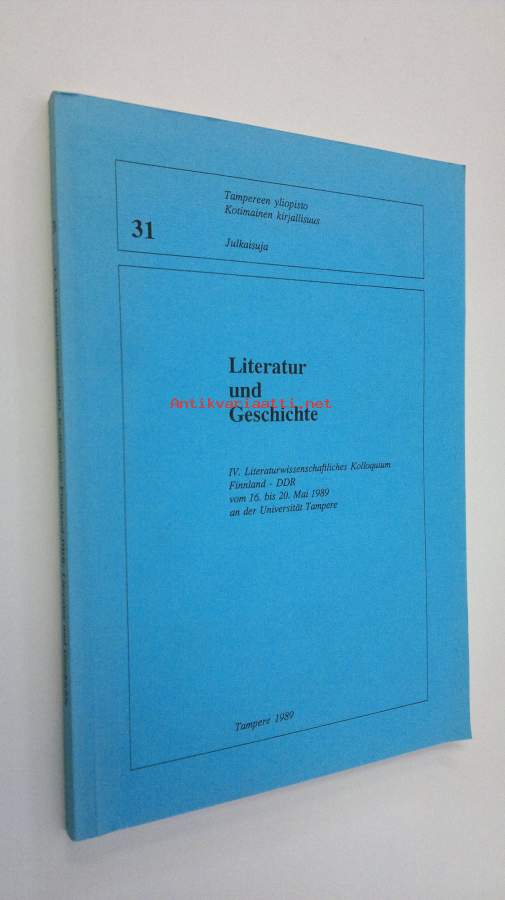 Tampereen yliopisto
Kotimainen kirjallisuus
31
Julkaisuja
Literatur
und
Antikvariaatti.net
Geschichte
IV. Literaturwissenschaftliches Kolloquium
Finnland - DDR
vom 16. bis 20. Mai 1989
an der Universität Tampere
Tampere 1989